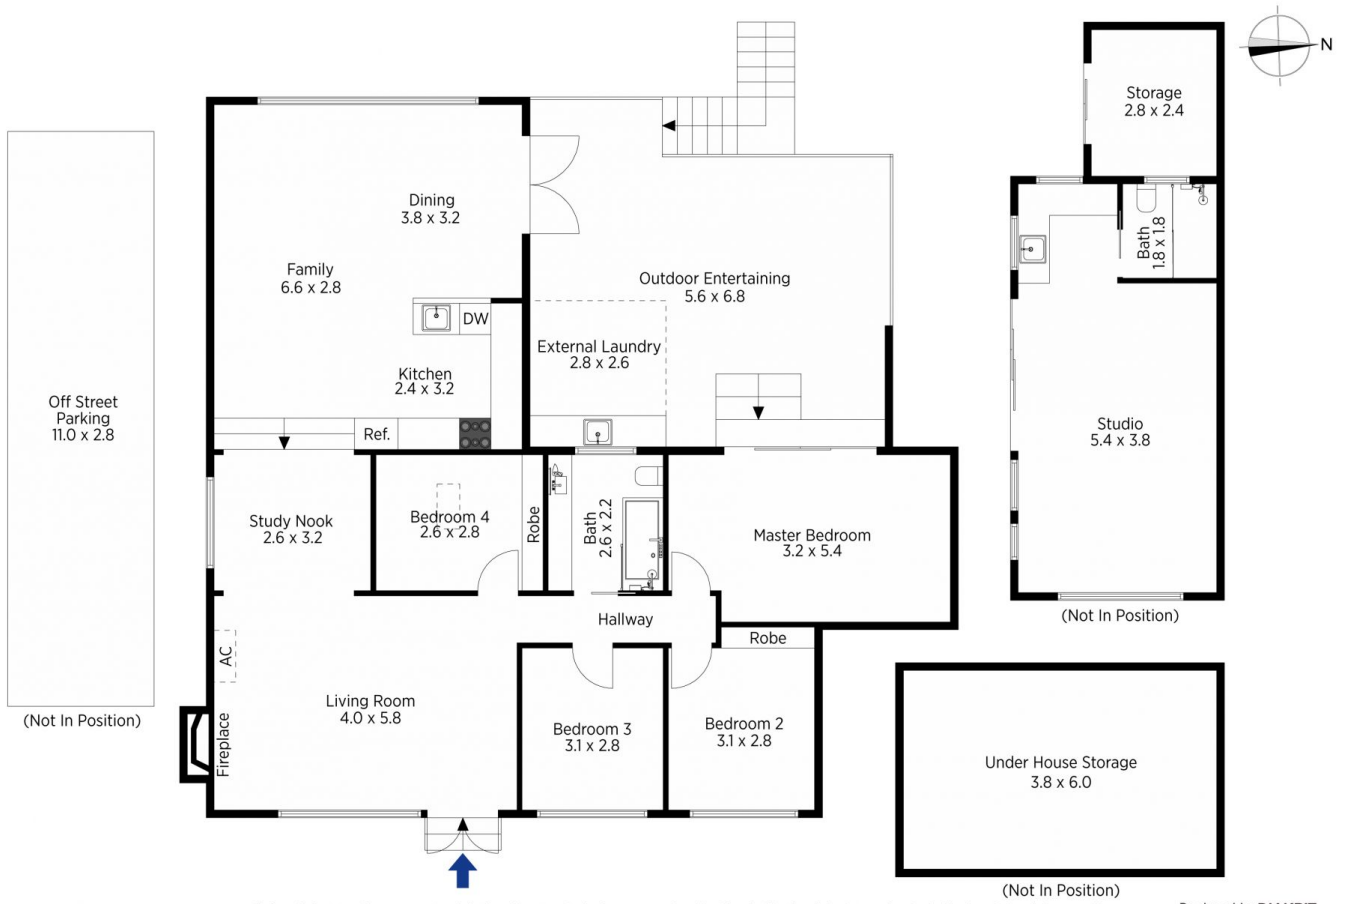 N
Storage
2.8 x 2.4
Dining
3.8 x 3.2
Bath
1.8 x 1.8
Family
6.6 x 2.8
Outdoor Entertaining
5.6 x 6.8
DW
External Laundry
2.8 x 2.6
Kitchen
2.4 x 3.2
Off Street
Parking
11.0 x 2.8
Ref.
Studio
5.4 x 3.8
Study Nook
2.6 x 3.2
Bedroom 4
2.6 x 2.8
Robe
Bath
2.6 x 2.2
Master Bedroom
3.2 x 5.4
(Not In Position)
Hallway
Robe
AC
Living Room
4.0 x 5.8
(Not In Position)
Fireplace
Bedroom 3
3.1 x 2.8
Bedroom 2
3.1 x 2.8
Under House Storage
3.8 x 6.0
(Not In Position)